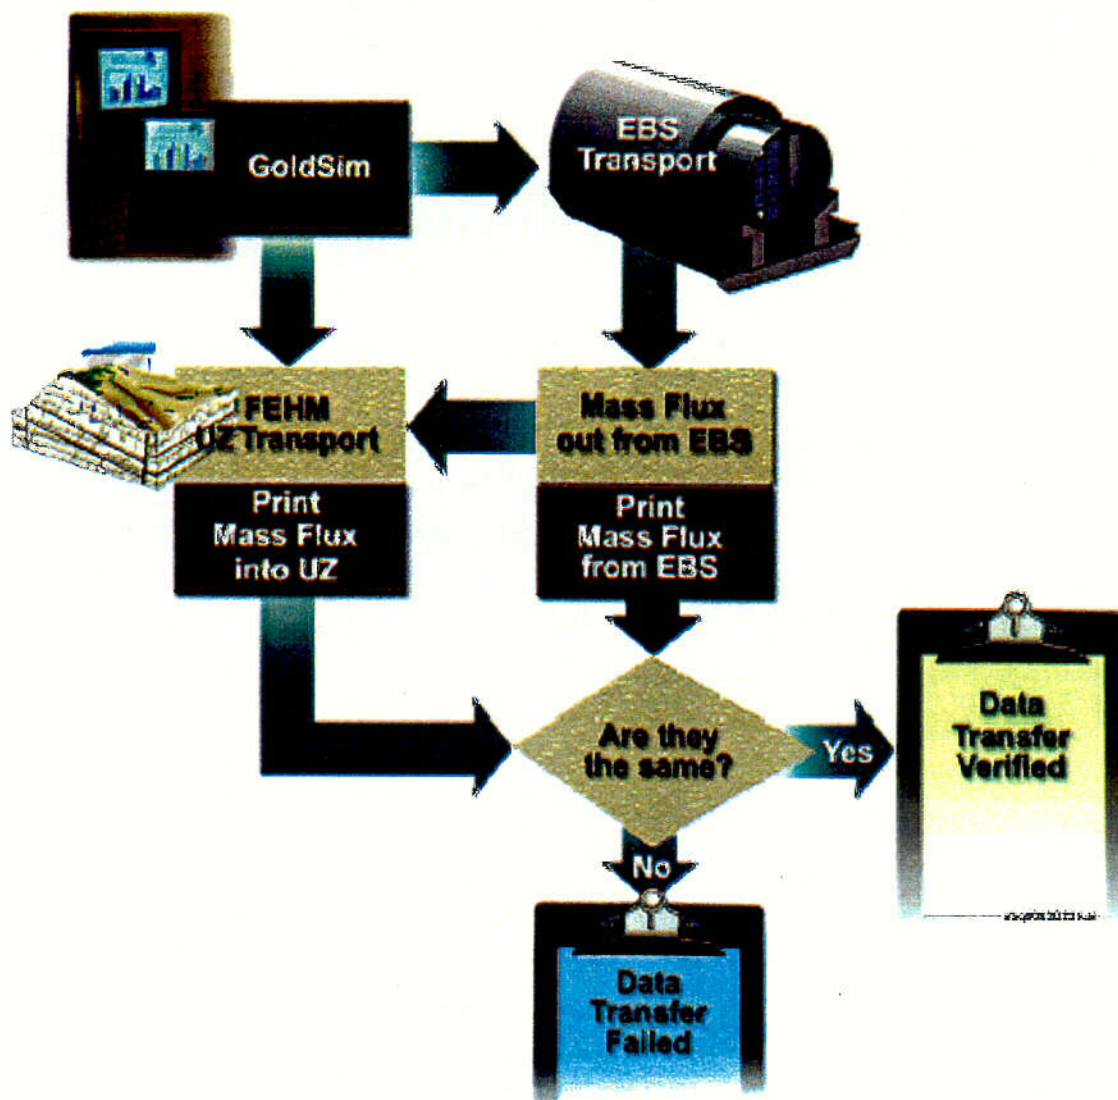 GoldSim
EBS
Transport
FEHM
UZ Transport
Mass Flux
out from EBS
Print
Mass Flux
into UZ
Print
Mass Flux
from EBS
Are they
the same?
Yes
Data
Transfer
Verified
No
Data
Transfer
Failed